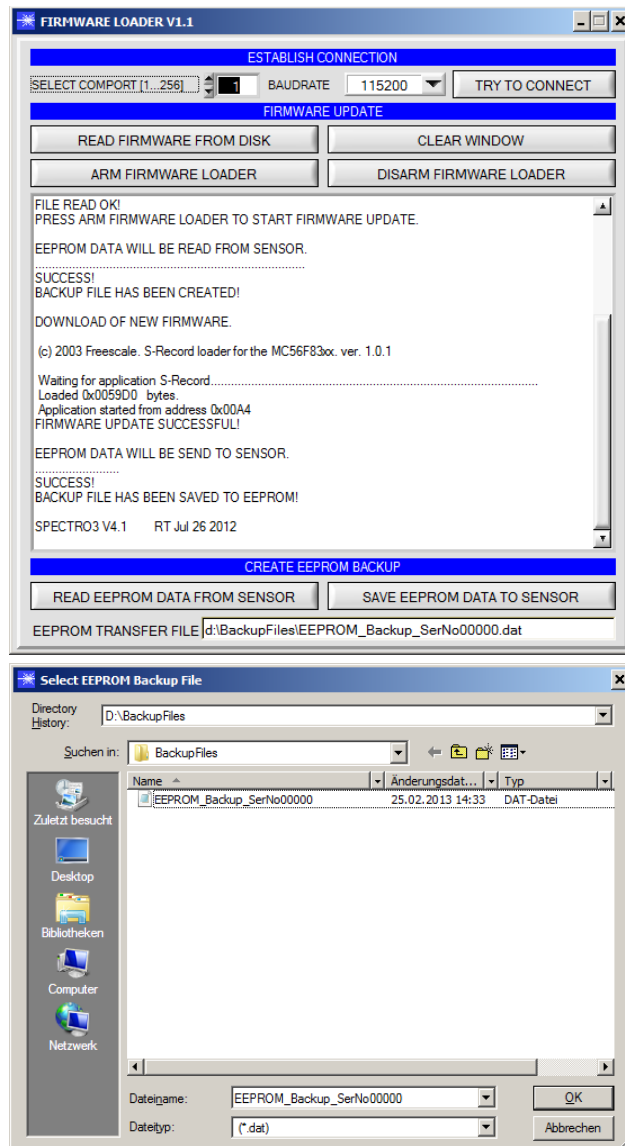 FIRMWARE LOADER V1.1
ESTABLISH CONNECTION
SELECT COMPORT [1...256] 1 BAUDRATE 115200 TRY TO CONNECT
FIRMWARE UPDATE
READ FIRMWARE FROM DISK CLEAR WINDOW
ARM FIRMWARE LOADER DISARM FIRMWARE LOADER
FILE READ OK!
PRESS ARM FIRMWARE LOADER TO START FIRMWARE UPDATE.
EEPROM DATA WILL BE READ FROM SENSOR.
....................................................................
SUCCESS!
BACKUP FILE HAS BEEN CREATED!
DOWNLOAD OF NEW FIRMWARE.
(c) 2003 Freescale. S-Record loader for the MC56F83xx. ver. 1.0.1
Waiting for application S-Record..................................................................................
Loaded 0x0059D0 bytes.
Application started from address 0x00A4
FIRMWARE UPDATE SUCCESSFUL!
EEPROM DATA WILL BE SEND TO SENSOR.
.....................
SUCCESS!
BACKUP FILE HAS BEEN SAVED TO EEPROM!
SPECTRO3 V4.1 RT Jul 26 2012
CREATE EEPROM BACKUP
READ EEPROM DATA FROM SENSOR SAVE EEPROM DATA TO SENSOR
EEPROM TRANSFER FILE d:\BackupFiles\EEPROM_Backup_SerNo00000.dat
Select EEPROM Backup File
Directory
History: D:\BackupFiles
Suchen in: BackupFiles
Name Änderungsdat... Typ
EEPROM_Backup_SerNo00000 25.02.2013 14:33 DAT-Datei
Zuletzt besucht
Desktop
Bibliotheken
Computer
Netzwerk
Dateiname: EEPROM_Backup_SerNo00000 OK
Dateityp: (*.dat) Abbrechen